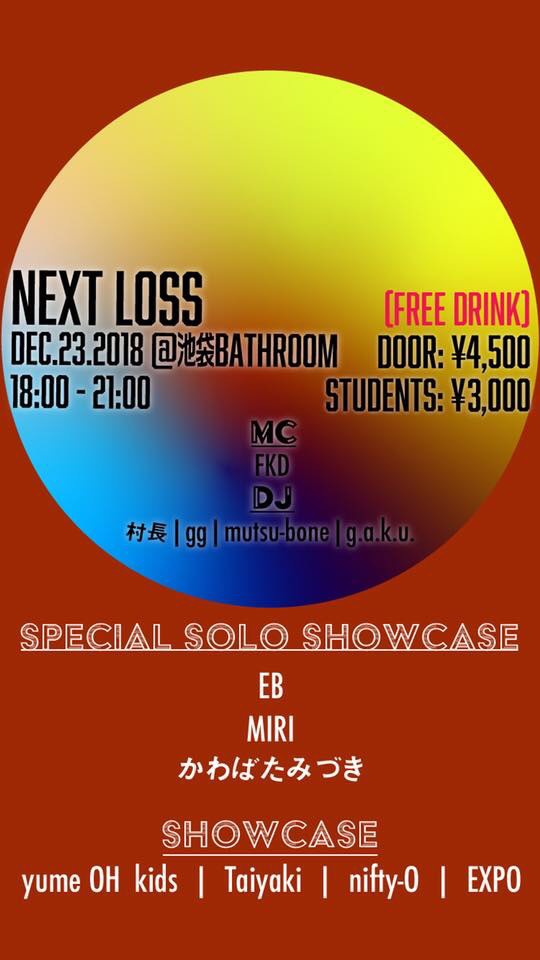 NEXT LOSS
(FREE DRINK)
DEC.23.2018 @池袋BATHROOM
DOOR: ¥4,500
18:00 - 21:00
STUDENTS: ¥3,000
MC
FKD
DJ
村長 | gg | mutsu-bone | g.a.k.u.
SPECIAL SOLO SHOWCASE
EB
MIRI
かわばたみづき
SHOWCASE
yume OH kids | Taiyaki | nifty-O | EXPO